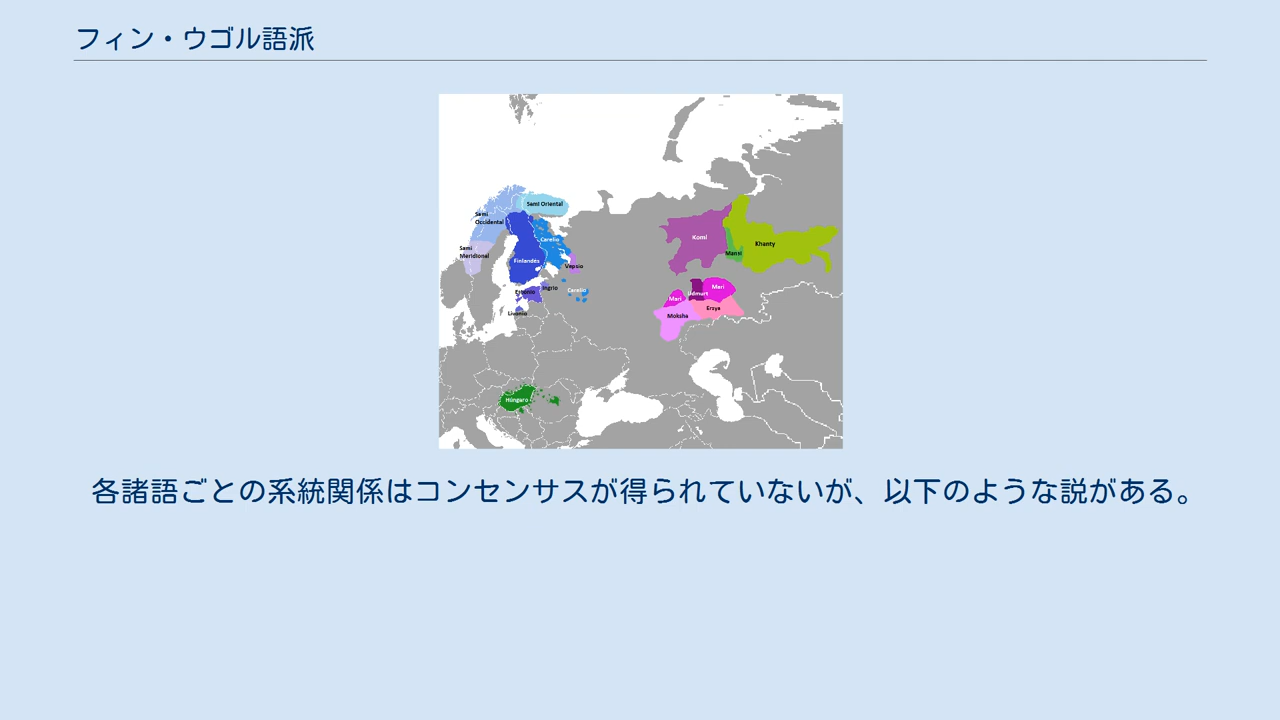 フィン・ウゴル語派
Sami Oriental
Sami
Occidental
Carelio
Komi
Khanty
Sami
Meridional
Mansi
Finlandés
Vepsio
Estonio
Ingrio
Carelio
Mari
Udmurt
Mari
Erzya
Livonio
Moksha
Húngaro
各諸語ごとの系統関係はコンセンサスが得られていないが、以下のような説がある。